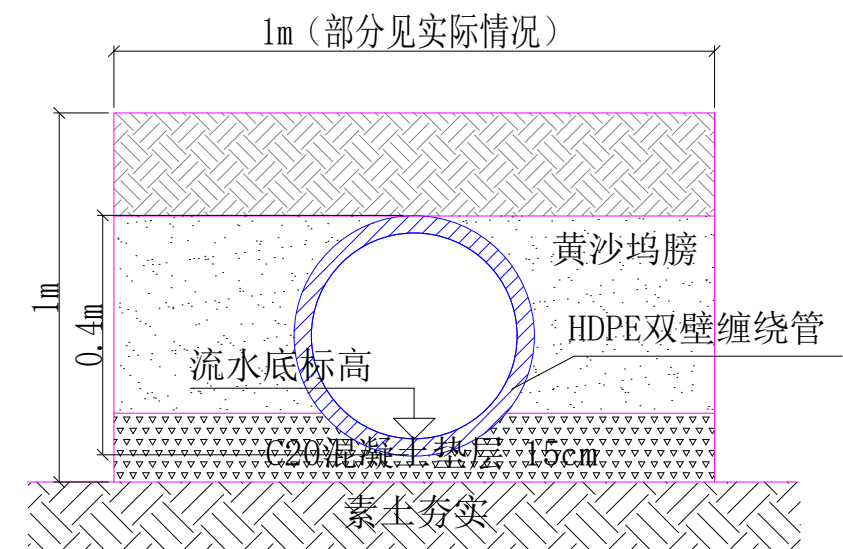 1m（部分见实际情况）
黄沙坞膀
1m
0.4m
HDPE双壁缠绕管
流水底标高
C20混凝土垫层 15cm
素土夯实